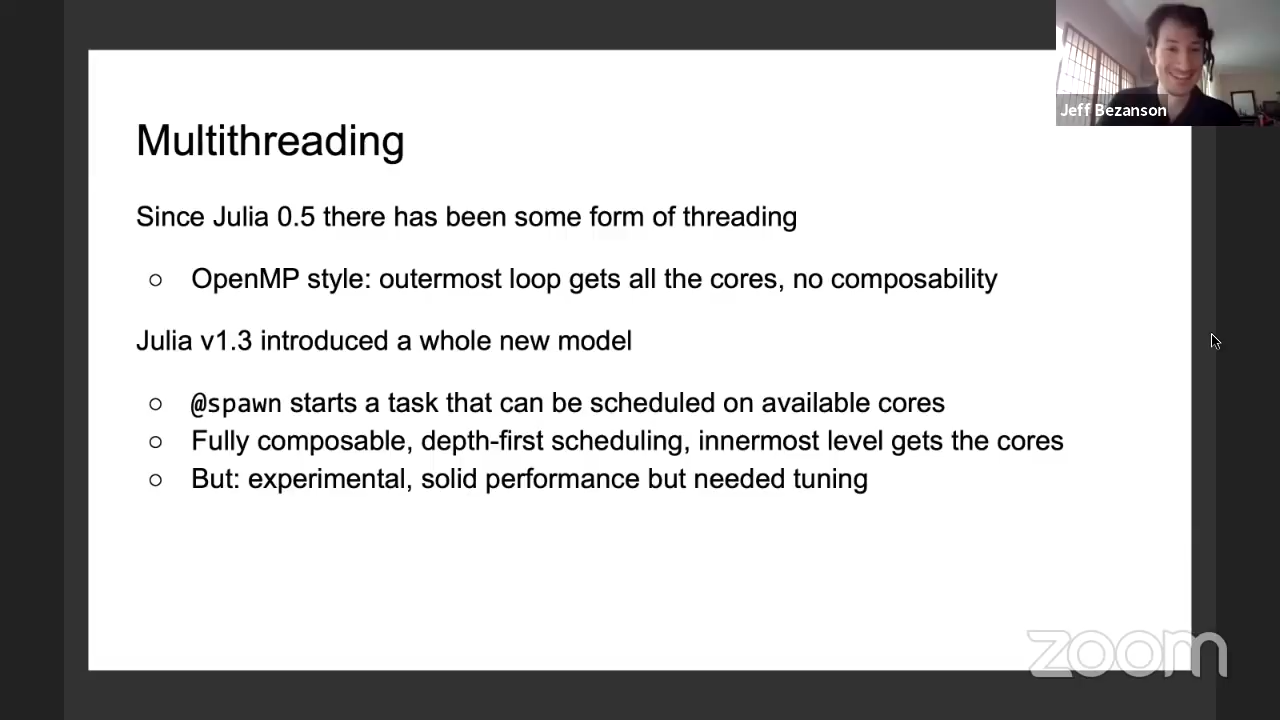 Jeff Bezanson
Multithreading
Since Julia 0.5 there has been some form of threading
○ OpenMP style: outermost loop gets all the cores, no composability
Julia v1.3 introduced a whole new model
○ @spawn starts a task that can be scheduled on available cores
○ Fully composable, depth-first scheduling, innermost level gets the cores
○ But: experimental, solid performance but needed tuning
zoom